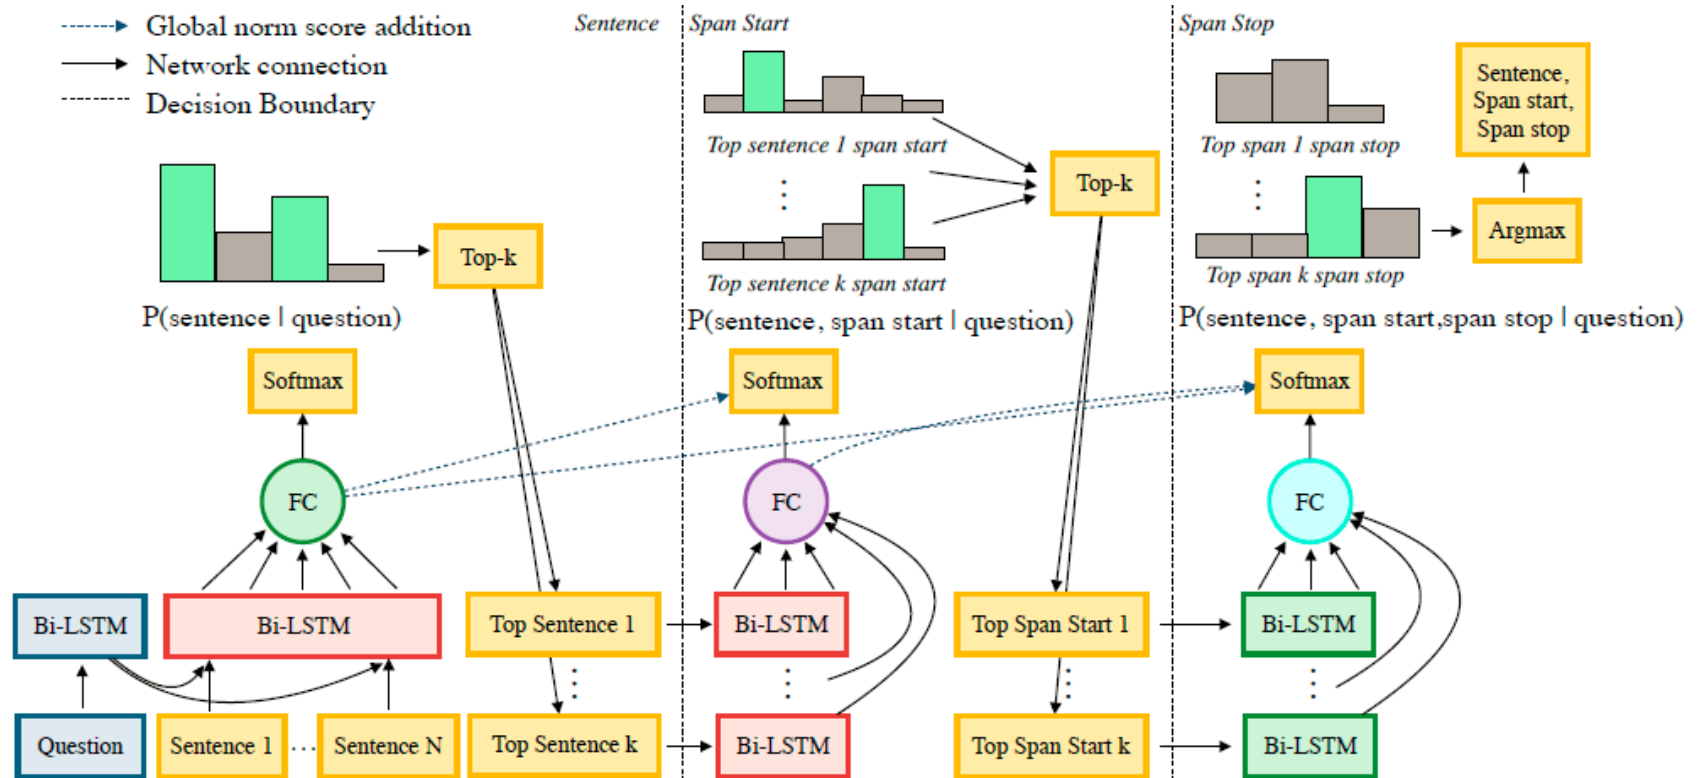 Global norm score addition
Network connection
Decision Boundary
Sentence
P(sentence | question)
Top-k
Softmax
FC
Bi-LSTM
Bi-LSTM
Question
Sentence 1
...
Sentence N
Top Sentence 1
Top Sentence k
Span Start
Top sentence 1 span start
Top sentence k span start
Top-k
P(sentence, span start | question)
Softmax
FC
Bi-LSTM
Bi-LSTM
Top Span Start 1
Top Span Start k
Span Stop
Top span 1 span stop
Top span k span stop
Sentence,
Span start,
Span stop
Argmax
P(sentence, span start,span stop | question)
Softmax
FC
Bi-LSTM
Bi-LSTM